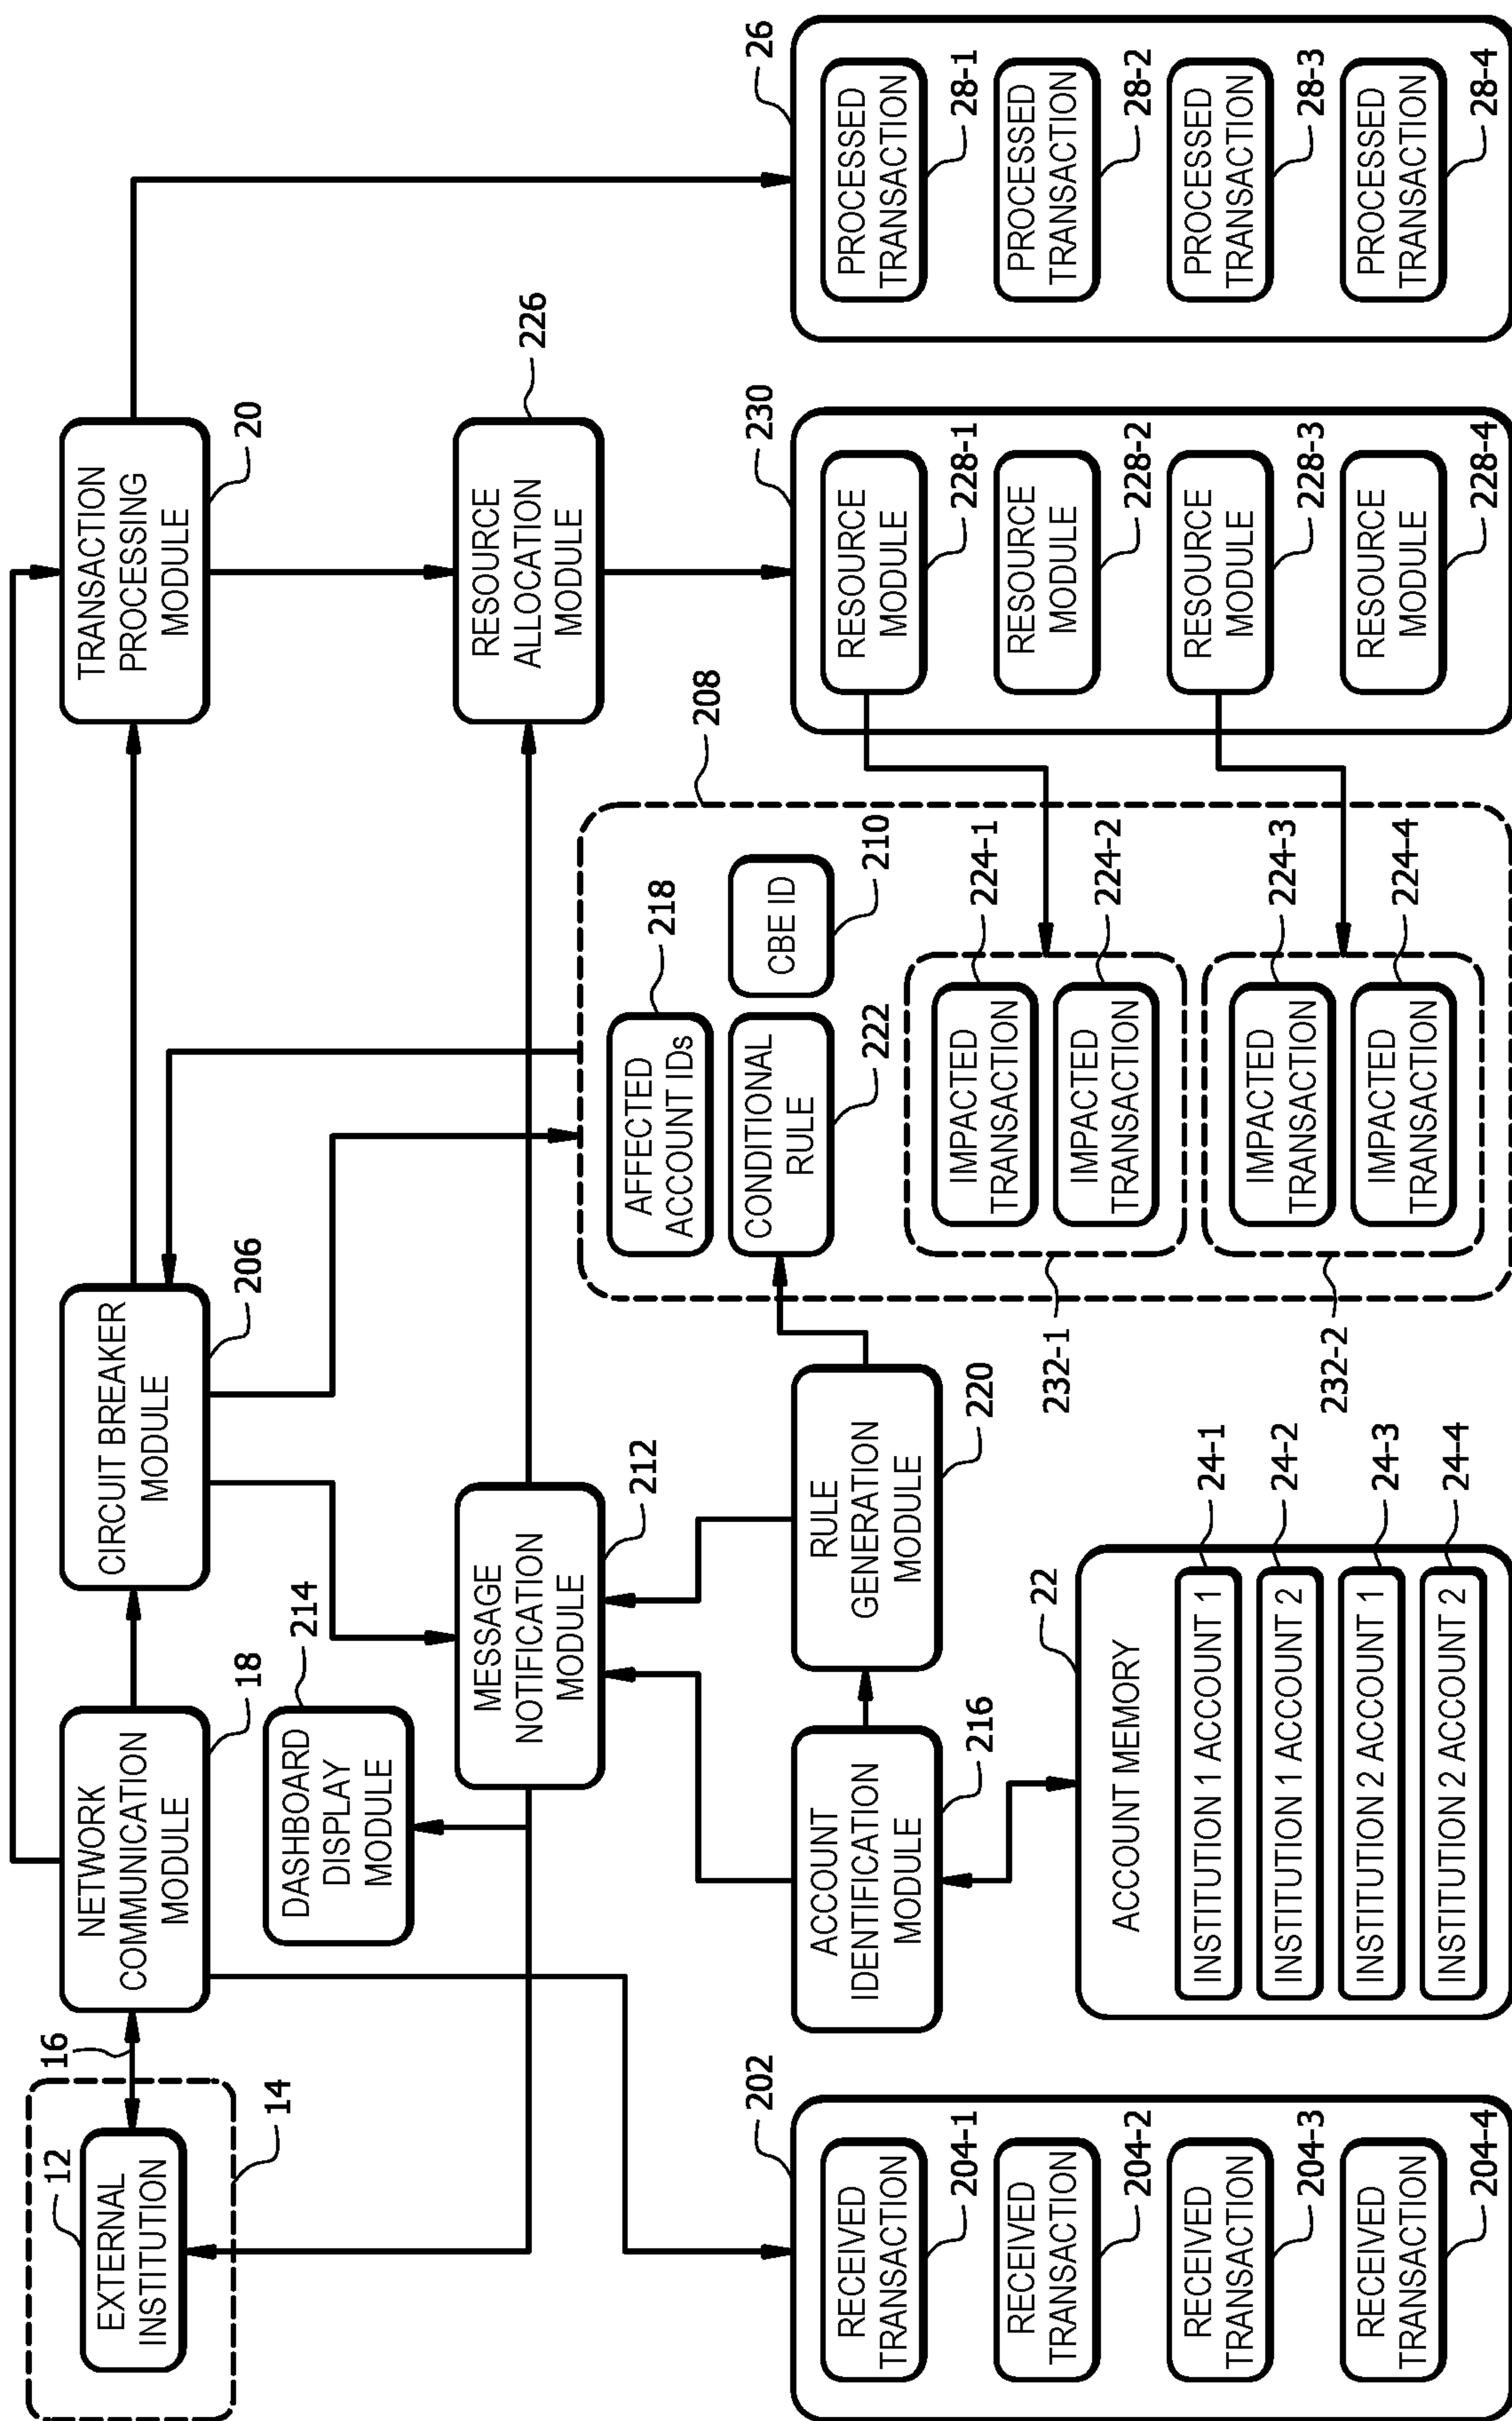 12
EXTERNAL
INSTITUTION
14
16
NETWORK
COMMUNICATION
MODULE
18
CIRCUIT BREAKER
MODULE
206
TRANSACTION
PROCESSING
MODULE
20
DASHBOARD
DISPLAY
MODULE
214
MESSAGE
NOTIFICATION
MODULE
212
RESOURCE
ALLOCATION
MODULE
226
202
RECEIVED
TRANSACTION
204-1
RECEIVED
TRANSACTION
204-2
RECEIVED
TRANSACTION
204-3
RECEIVED
TRANSACTION
204-4
ACCOUNT
IDENTIFICATION
MODULE
216
RULE
GENERATION
MODULE
220
22
ACCOUNT MEMORY
INSTITUTION 1 ACCOUNT 1
24-1
INSTITUTION 1 ACCOUNT 2
24-2
INSTITUTION 2 ACCOUNT 1
24-3
INSTITUTION 2 ACCOUNT 2
24-4
208
AFFECTED
ACCOUNT IDs
218
CONDITIONAL
RULE
222
CBE ID
210
232-1
IMPACTED
TRANSACTION
224-1
IMPACTED
TRANSACTION
224-2
232-2
IMPACTED
TRANSACTION
224-3
IMPACTED
TRANSACTION
224-4
230
RESOURCE
MODULE
228-1
RESOURCE
MODULE
228-2
RESOURCE
MODULE
228-3
RESOURCE
MODULE
228-4
26
PROCESSED
TRANSACTION
28-1
PROCESSED
TRANSACTION
28-2
PROCESSED
TRANSACTION
28-3
PROCESSED
TRANSACTION
28-4